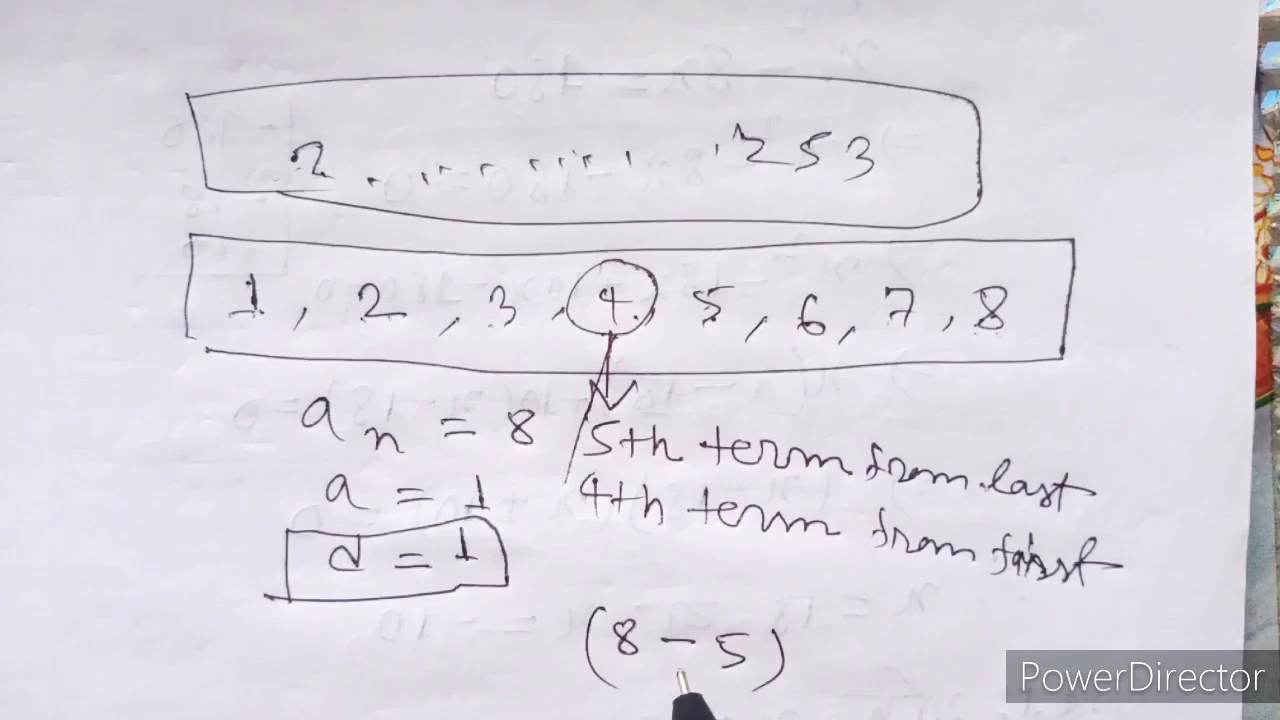 2 ............ 253
1, 2, 3, 4, 5, 6, 7, 8
an = 8
5th term from last
a = 1
4th term from first
d = 1
(8 - 5)
PowerDirector